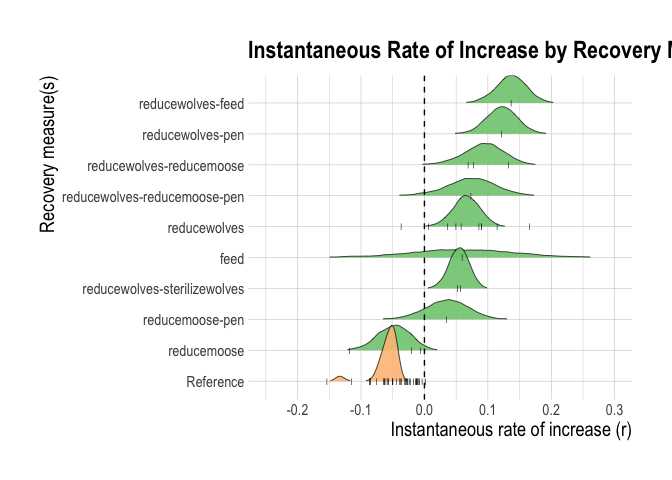 Instantaneous Rate of Increase by Recovery M
Recovery measure(s)
reducewolves-feed
reducewolves-pen
reducewolves-reducemoose
reducewolves-reducemoose-pen
reducewolves
feed
reducewolves-sterilizewolves
reducemoose-pen
reducemoose
Reference
-0.2 -0.1 0.0 0.1 0.2 0.3
Instantaneous rate of increase (r)